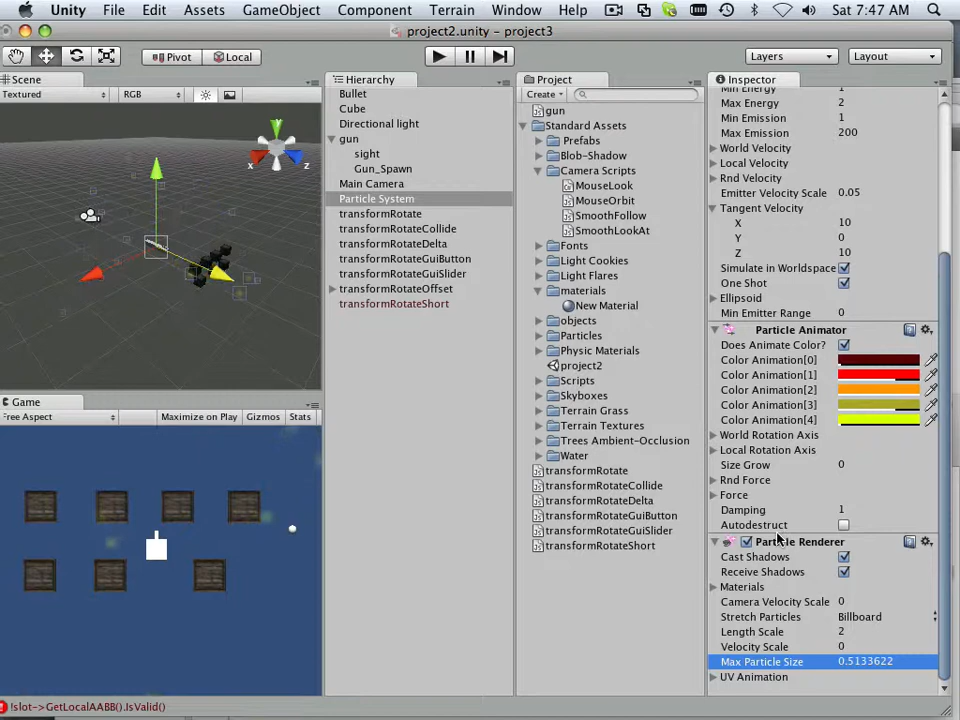 Unity File Edit Assets GameObject Component Terrain Window Help Sat 7:47 AM
project2.unity - project3
Pivot Local Layers Layout
Scene
Textured RGB
x z
Game
Free Aspect Maximize on Play Gizmos Stats
Hierarchy
Bullet
Cube
Directional light
gun
sight
Gun_Spawn
Main Camera
Particle System
transformRotate
transformRotateCollide
transformRotateDelta
transformRotateGuiButton
transformRotateGuiSlider
transformRotateOffset
transformRotateShort
Project
Create
gun
Standard Assets
Prefabs
Blob-Shadow
Camera Scripts
MouseLook
MouseOrbit
SmoothFollow
SmoothLookAt
Fonts
Light Cookies
Light Flares
materials
New Material
objects
Particles
Physic Materials
project2
Scripts
Skyboxes
Terrain Grass
Terrain Textures
Trees Ambient-Occlusion
Water
transformRotate
transformRotateCollide
transformRotateDelta
transformRotateGuiButton
transformRotateGuiSlider
transformRotateShort
Inspector
Min Energy 1
Max Energy 2
Min Emission 1
Max Emission 200
World Velocity
Local Velocity
Rnd Velocity
Emitter Velocity Scale 0.05
Tangent Velocity
X 10
Y 0
Z 10
Simulate in Worldspace
One Shot
Ellipsoid
Min Emitter Range 0
Particle Animator
Does Animate Color?
Color Animation[0]
Color Animation[1]
Color Animation[2]
Color Animation[3]
Color Animation[4]
World Rotation Axis
Local Rotation Axis
Size Grow 0
Rnd Force
Force
Damping 1
Autodestruct
Particle Renderer
Cast Shadows
Receive Shadows
Materials
Camera Velocity Scale 0
Stretch Particles Billboard
Length Scale 2
Velocity Scale 0
Max Particle Size 0.5133622
UV Animation
!slot->GetLocalAABB().IsValid()